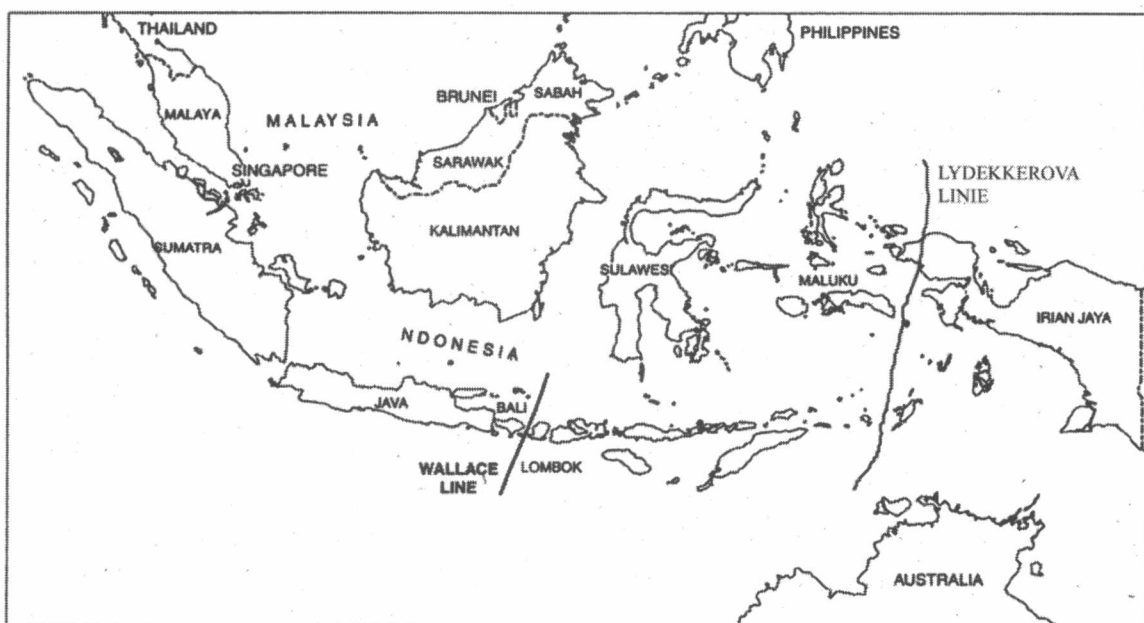 THAILAND
PHILIPPINES
BRUNEI
SABAH
MALAYA
MALAYSIA
SINGAPORE
SARAWAK
LYDEKKEROVA
LINIE
KALIMANTAN
SUMATRA
SULAWESI
MALUKU
IRIAN JAYA
NDONESIA
JAVA
BALI
WALLACE
LINE
LOMBOK
AUSTRALIA